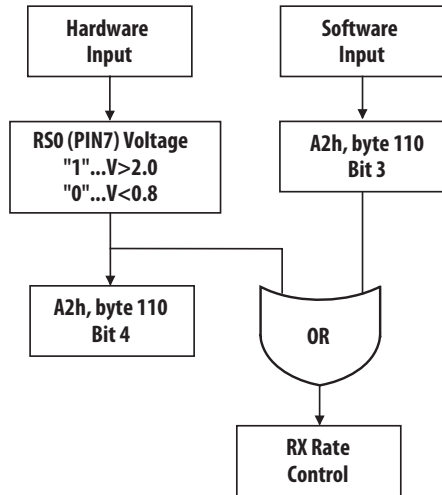 Hardware
Input
Software
Input
RS0 (PIN7) Voltage
"1"...V>2.0
"0"...V<0.8
A2h, byte 110
Bit 3
A2h, byte 110
Bit 4
OR
RX Rate
Control